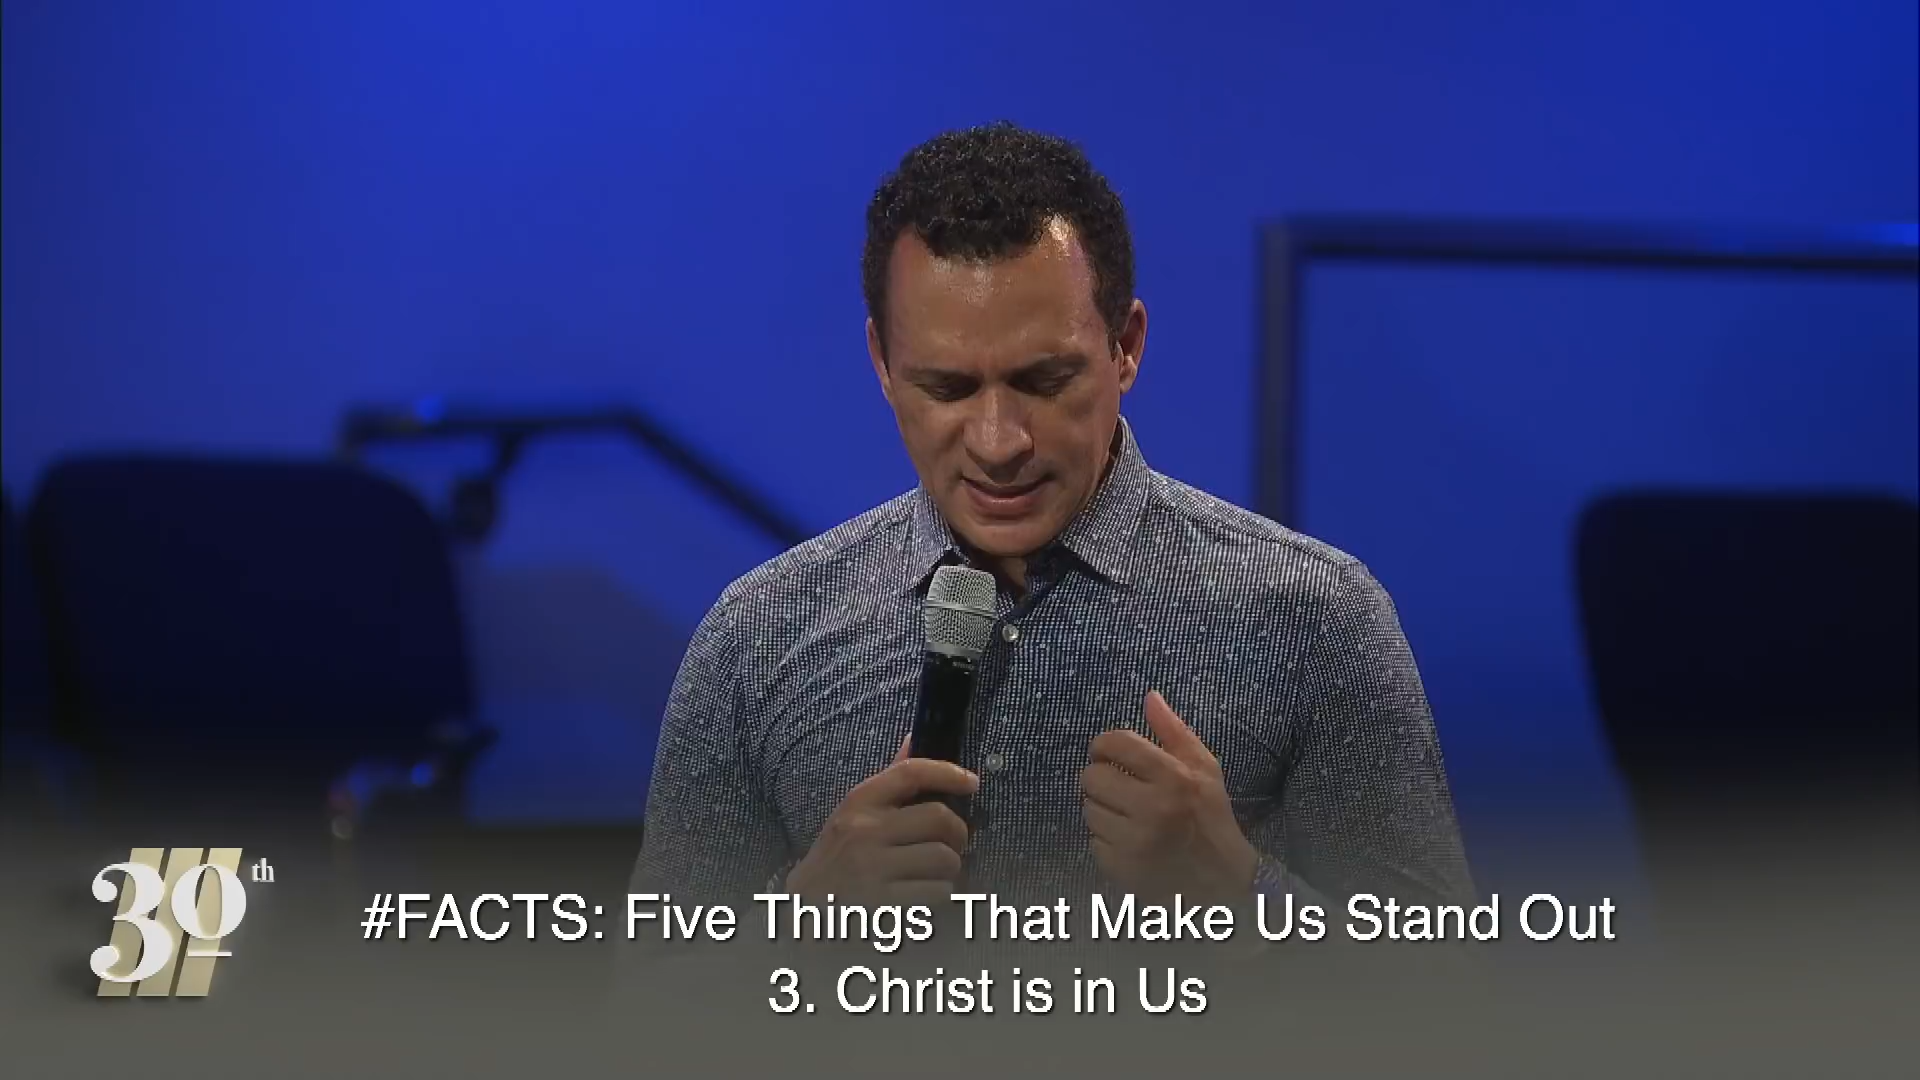 30th
#FACTS: Five Things That Make Us Stand Out
3. Christ is in Us